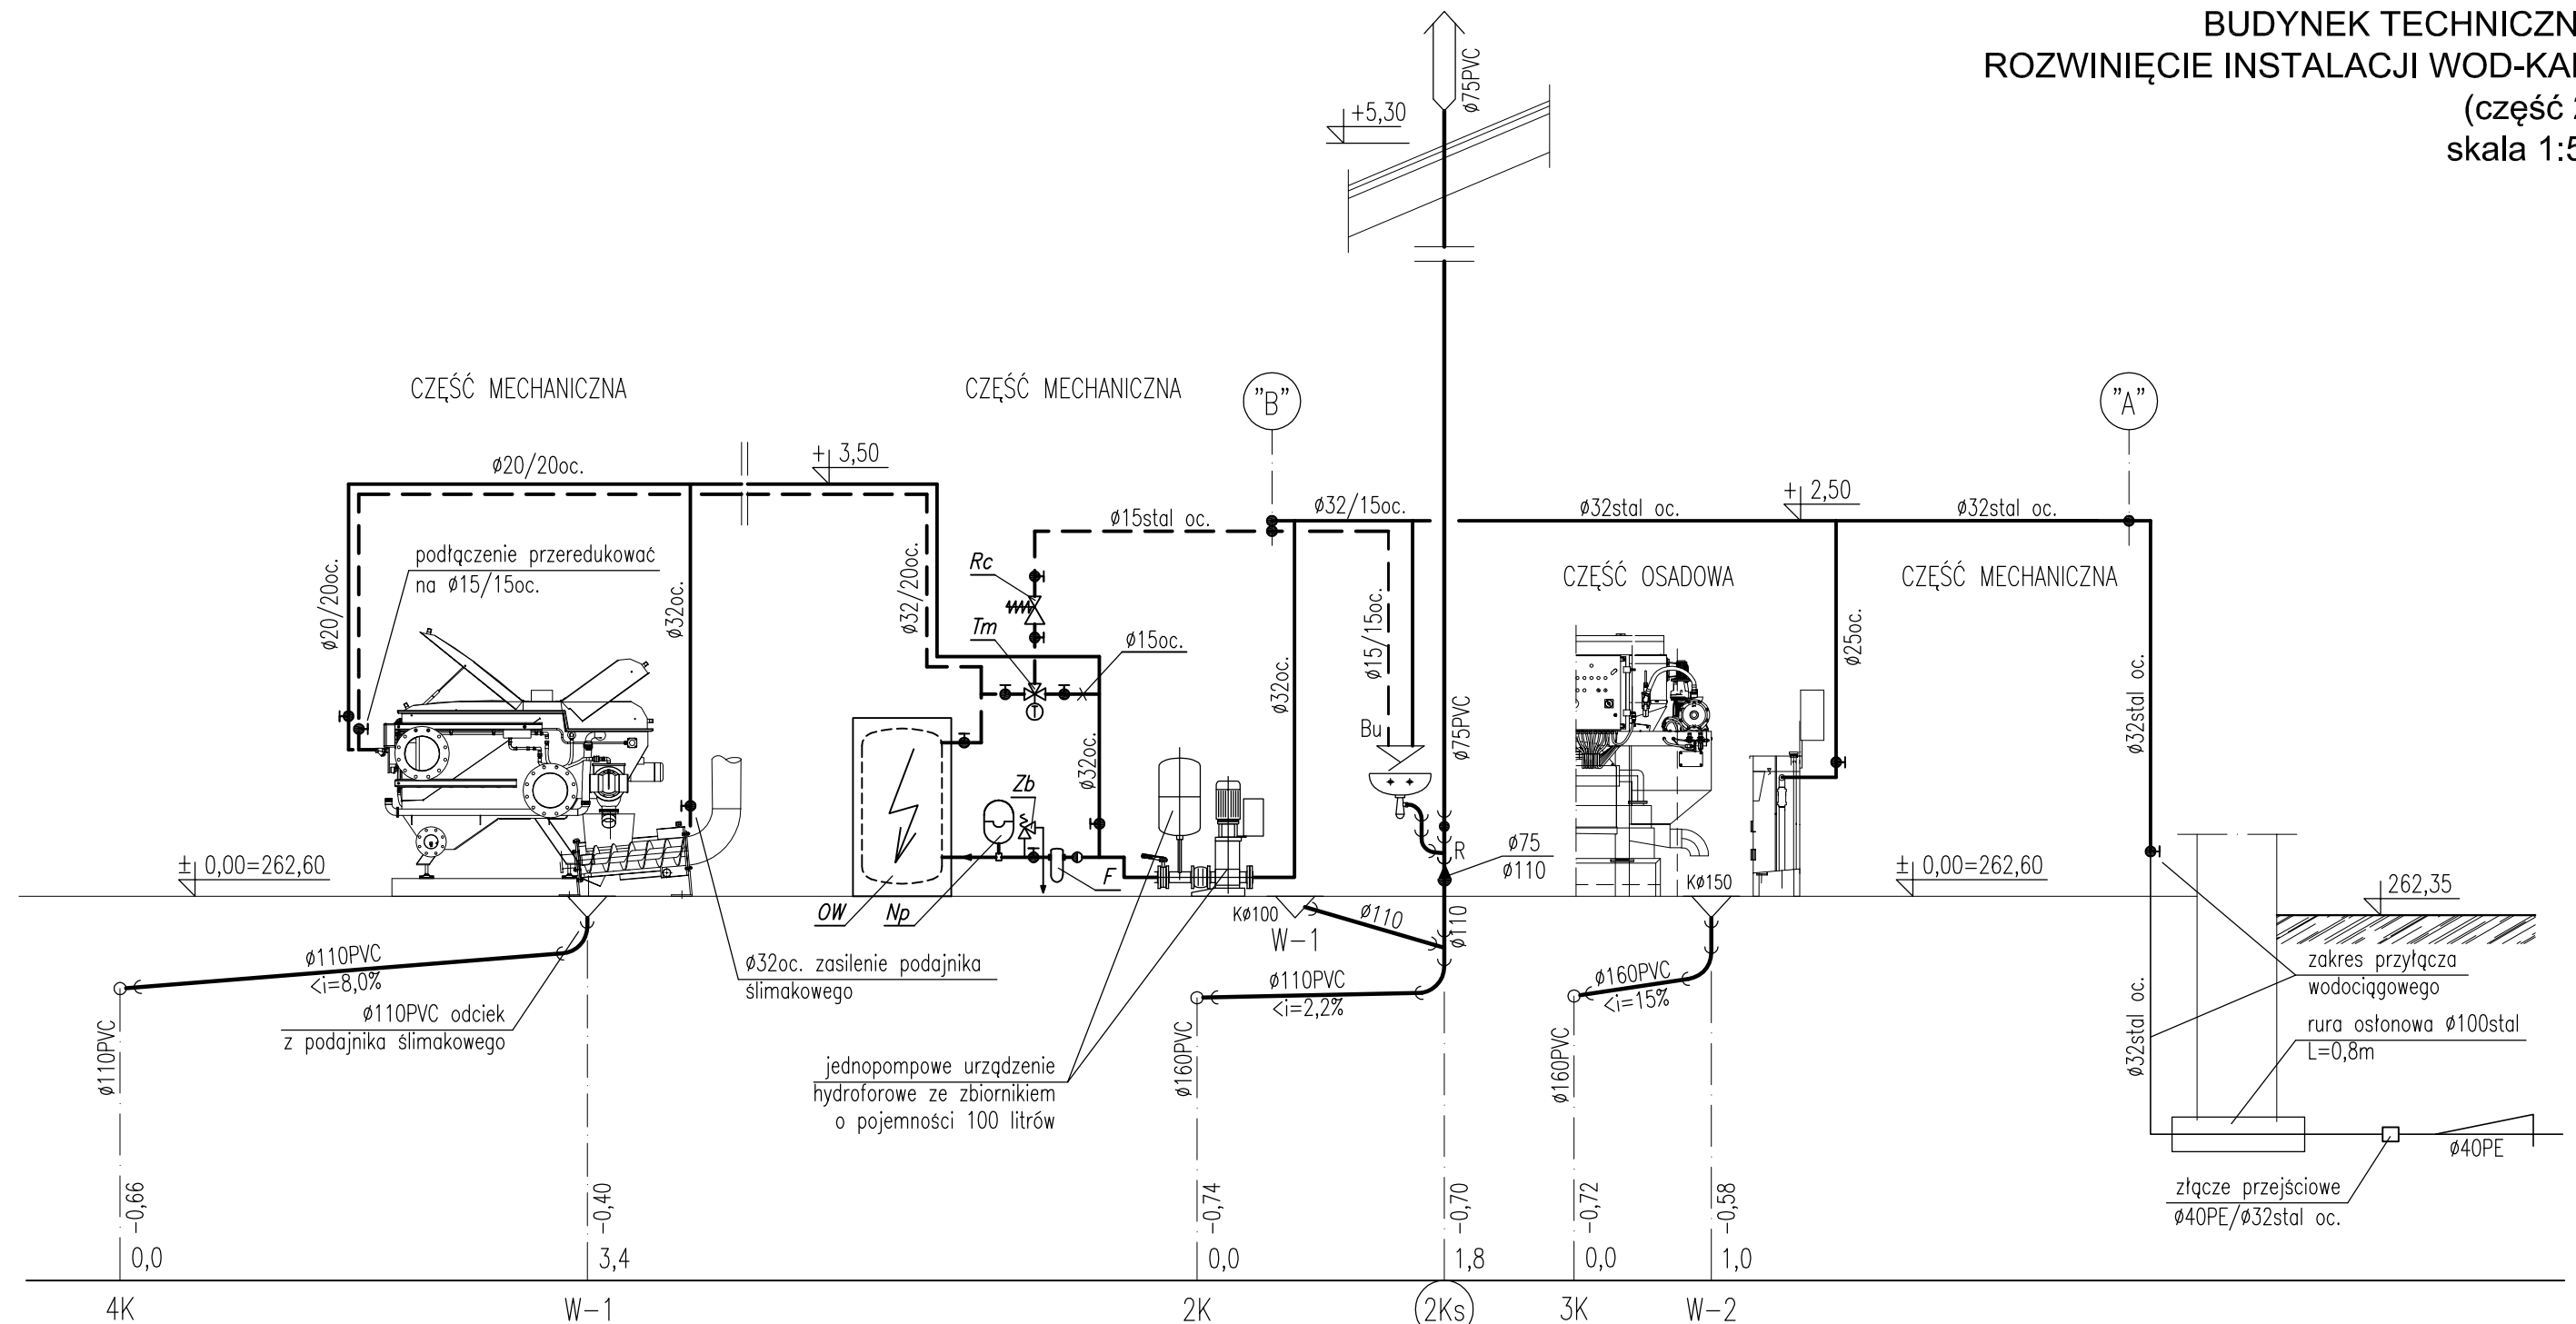 BUDYNEK TECHNICZN
ROZWINIĘCIE INSTALACJI WOD-KA
(część
skala 1:5
ø75PVC
+5,30
CZĘŚĆ MECHANICZNA
CZĘŚĆ MECHANICZNA
"B"
"A"
ø20/20oc.
+ 3,50
ø15stal oc.
ø32/15oc.
ø32stal oc.
+ 2,50
ø32stal oc.
podłączenie przeredukować
na ø15/15oc.
ø20/20oc.
ø32oc.
ø32/20oc.
Rc
Tm
T
ø15oc.
ø32oc.
ø15/15oc.
CZĘŚĆ OSADOWA
CZĘŚĆ MECHANICZNA
ø25oc.
ø32stal oc.
Bu
ø75PVC
Zb
ø32oc.
R
ø75
ø110
F
± 0,00=262,60
OW
Np
Kø100
W-1
ø110
ø110
Kø150
± 0,00=262,60
262,35
ø110PVC
<i=8,0%
ø110PVC odciek
z podajnika ślimakowego
ø32oc. zasilenie podajnika
ślimakowego
ø110PVC
<i=2,2%
ø160PVC
<i=15%
zakres przyłącza
wodociągowego
rura osłonowa ø100stal
L=0,8m
ø110PVC
jednopompowe urządzenie
hydroforowe ze zbiornikiem
o pojemności 100 litrów
ø160PVC
ø160PVC
ø32stal oc.
ø40PE
złącze przejściowe
ø40PE/ø32stal oc.
-0,66
-0,40
-0,74
-0,70
-0,72
-0,58
0,0
3,4
0,0
1,8
0,0
1,0
4K
W-1
2K
2Ks
3K
W-2